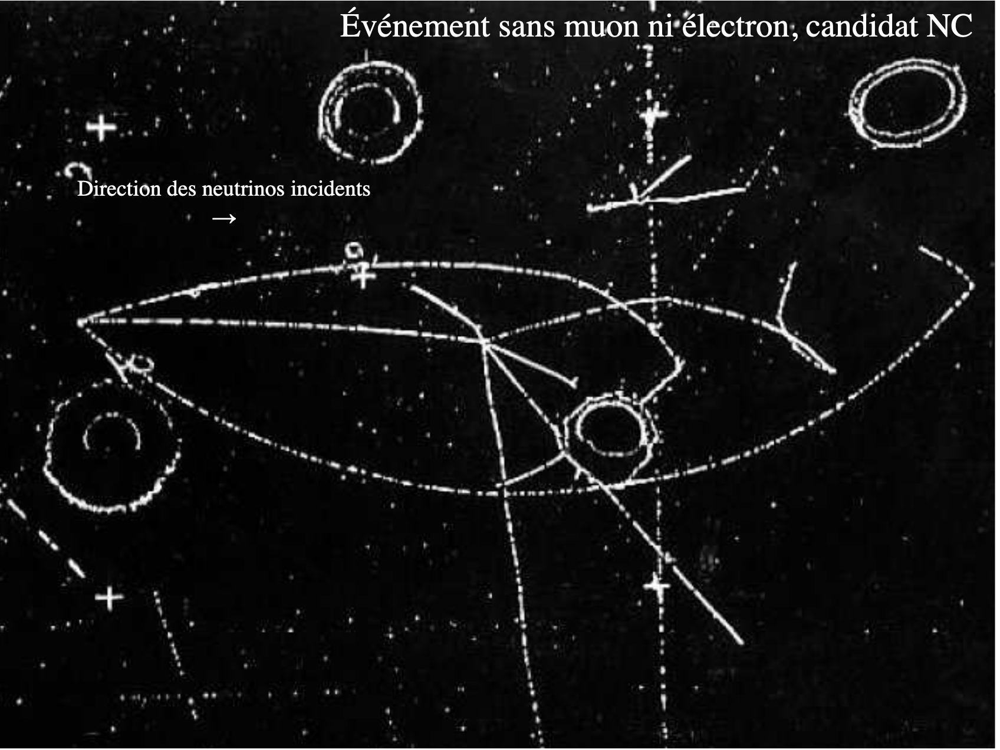 Événement sans muon ni électron, candidat NC
Direction des neutrinos incidents
→